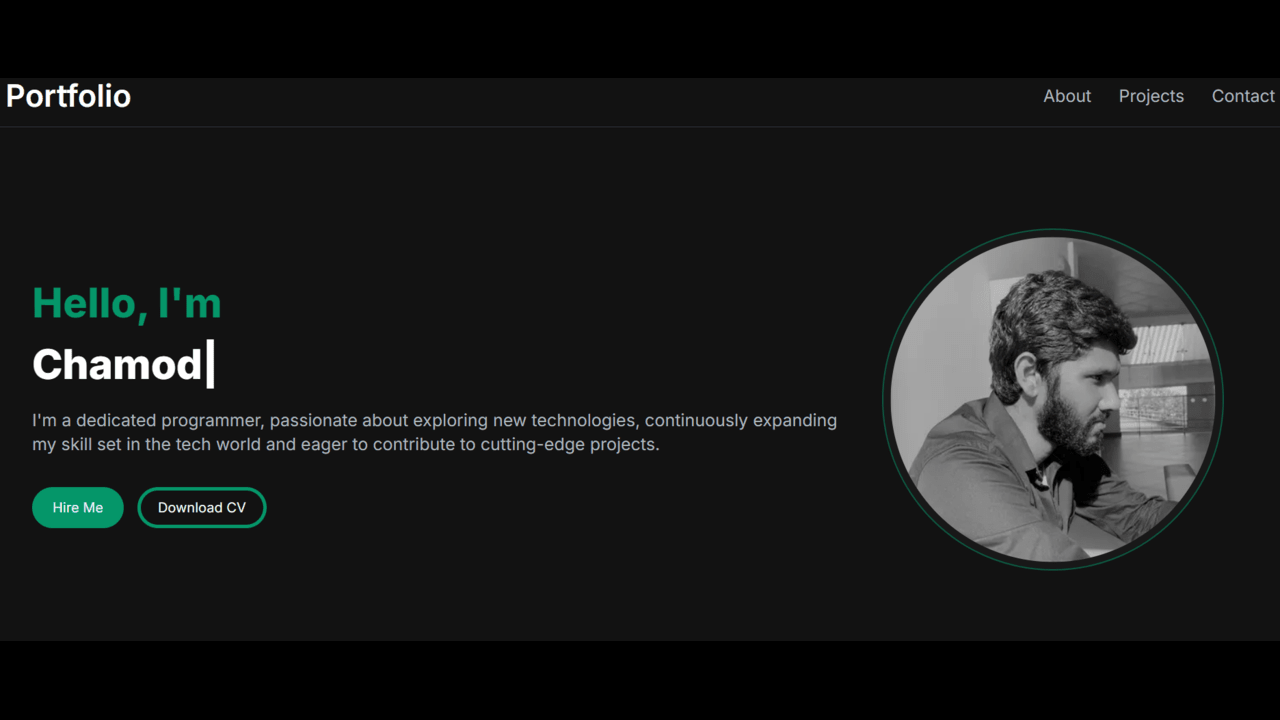 Portfolio
About Projects Contact
Hello, I'm
Chamod
I'm a dedicated programmer, passionate about exploring new technologies, continuously expanding
my skill set in the tech world and eager to contribute to cutting-edge projects.
Hire Me Download CV